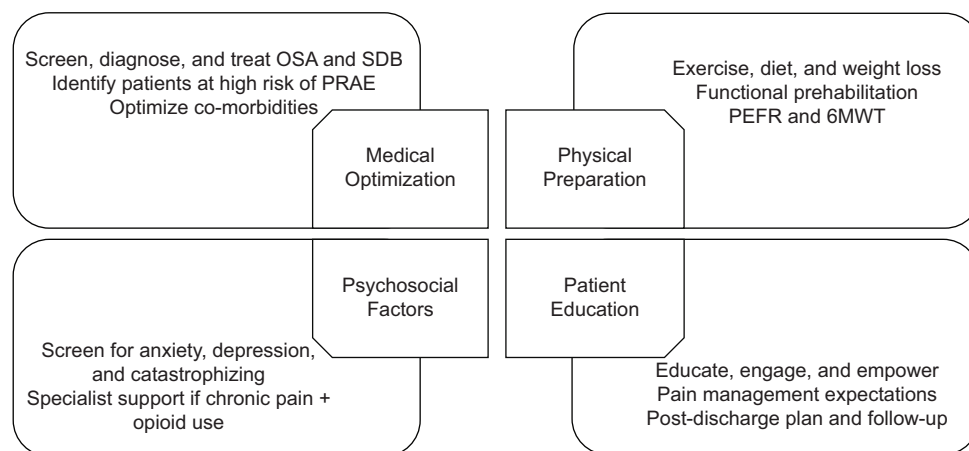 Screen, diagnose, and treat OSA and SDB
Identify patients at high risk of PRAE
Optimize co-morbidities
Medical
Optimization
Exercise, diet, and weight loss
Functional prehabilitation
PEFR and 6MWT
Physical
Preparation
Psychosocial
Factors
Screen for anxiety, depression,
and catastrophizing
Specialist support if chronic pain +
opioid use
Patient
Education
Educate, engage, and empower
Pain management expectations
Post-discharge plan and follow-up